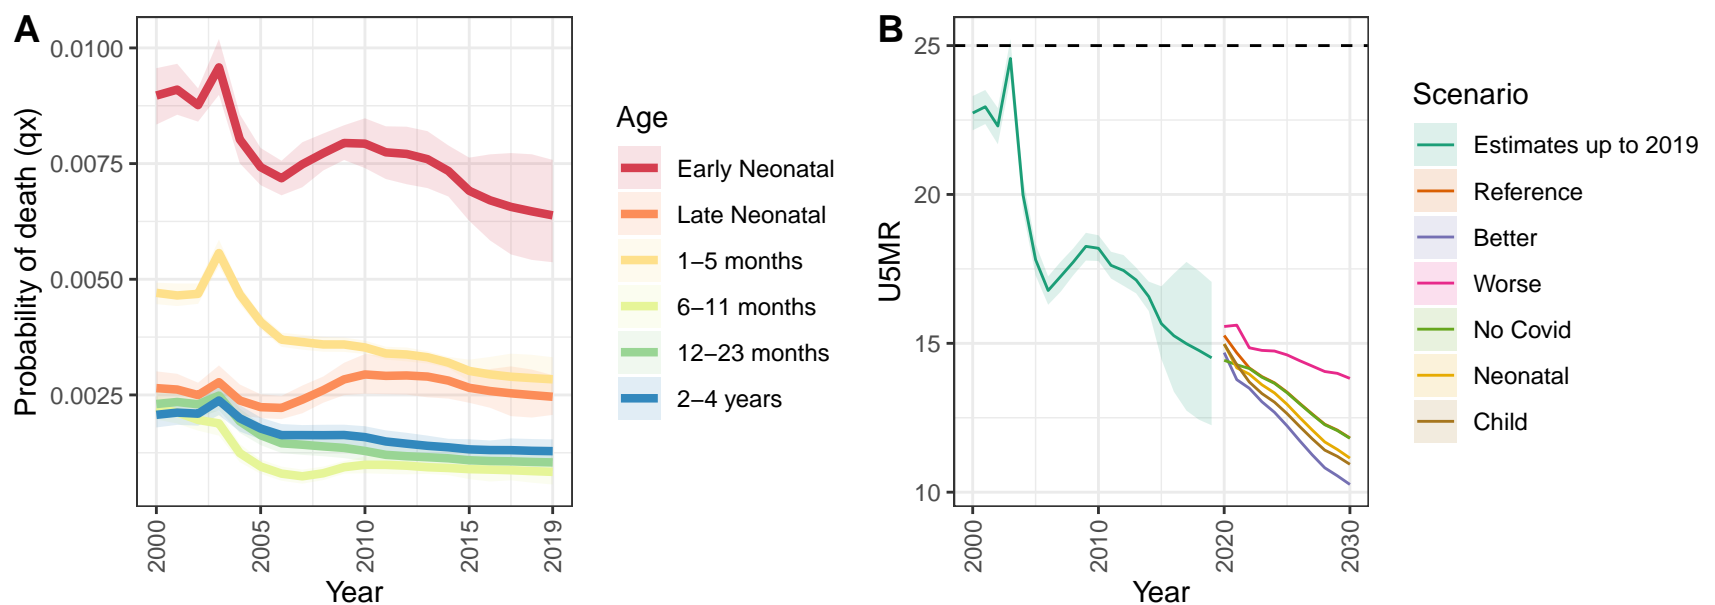 A
Probability of death (qx)
0.0100
0.0075
0.0050
0.0025
2000
2005
2010
2015
2019
Year
Age
Early Neonatal
Late Neonatal
1−5 months
6−11 months
12−23 months
2−4 years
B
U5MR
25
20
15
10
2000
2010
2020
2030
Year
Scenario
Estimates up to 2019
Reference
Better
Worse
No Covid
Neonatal
Child